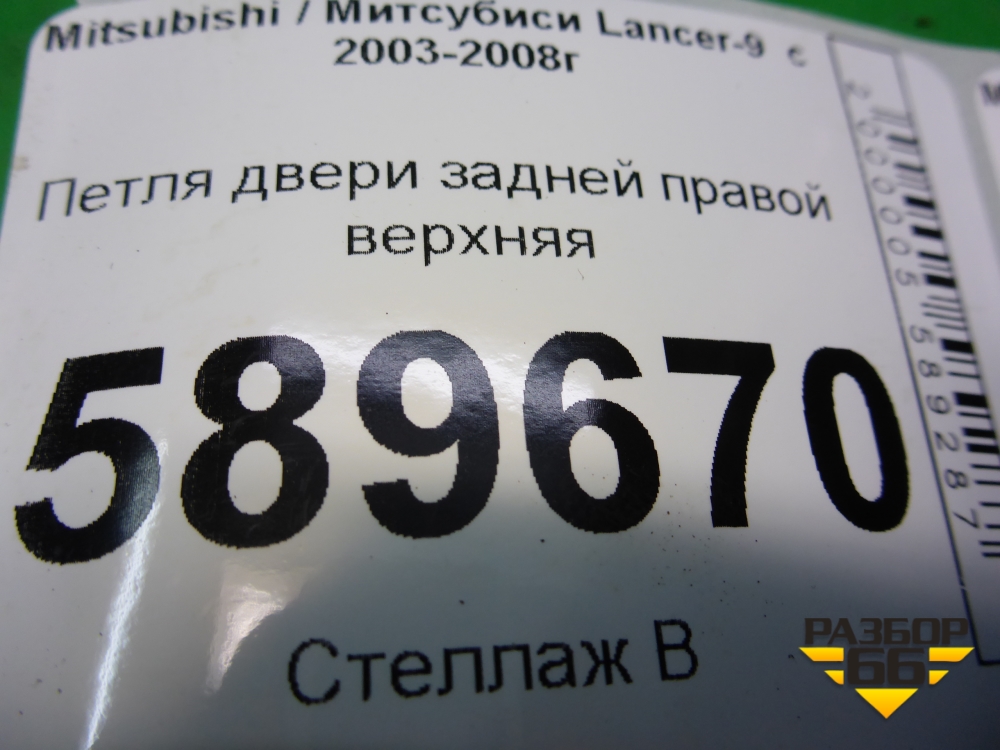 Mitsubishi / Митсубиси Lancer-9 с
2003-2008г
Петля двери задней правой
верхняя
589670
Стеллаж В
2000005589287
РАЗБОР
66